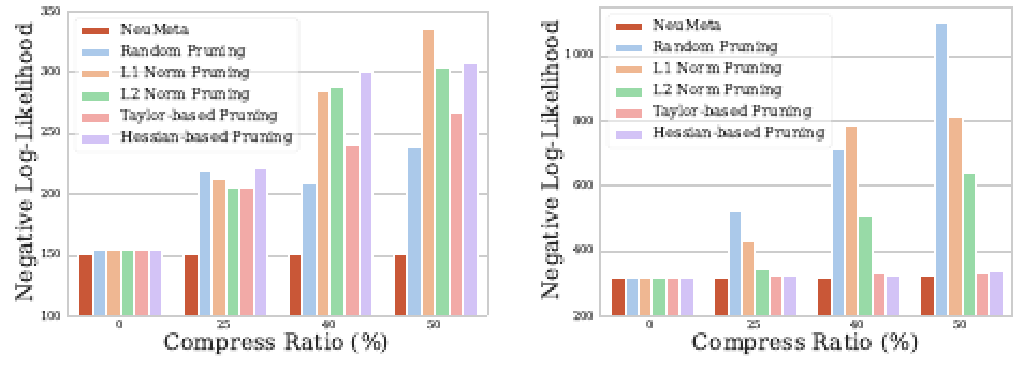 Negative Log-Likelihood
350
300
250
200
150
100
NeuMeta
Random Pruning
L1 Norm Pruning
L2 Norm Pruning
Taylor-based Pruning
Hessian-based Pruning
0 25 40 50
Compress Ratio (%)
Negative Log-Likelihood
1000
800
600
400
200
NeuMeta
Random Pruning
L1 Norm Pruning
L2 Norm Pruning
Taylor-based Pruning
Hessian-based Pruning
0 25 40 50
Compress Ratio (%)